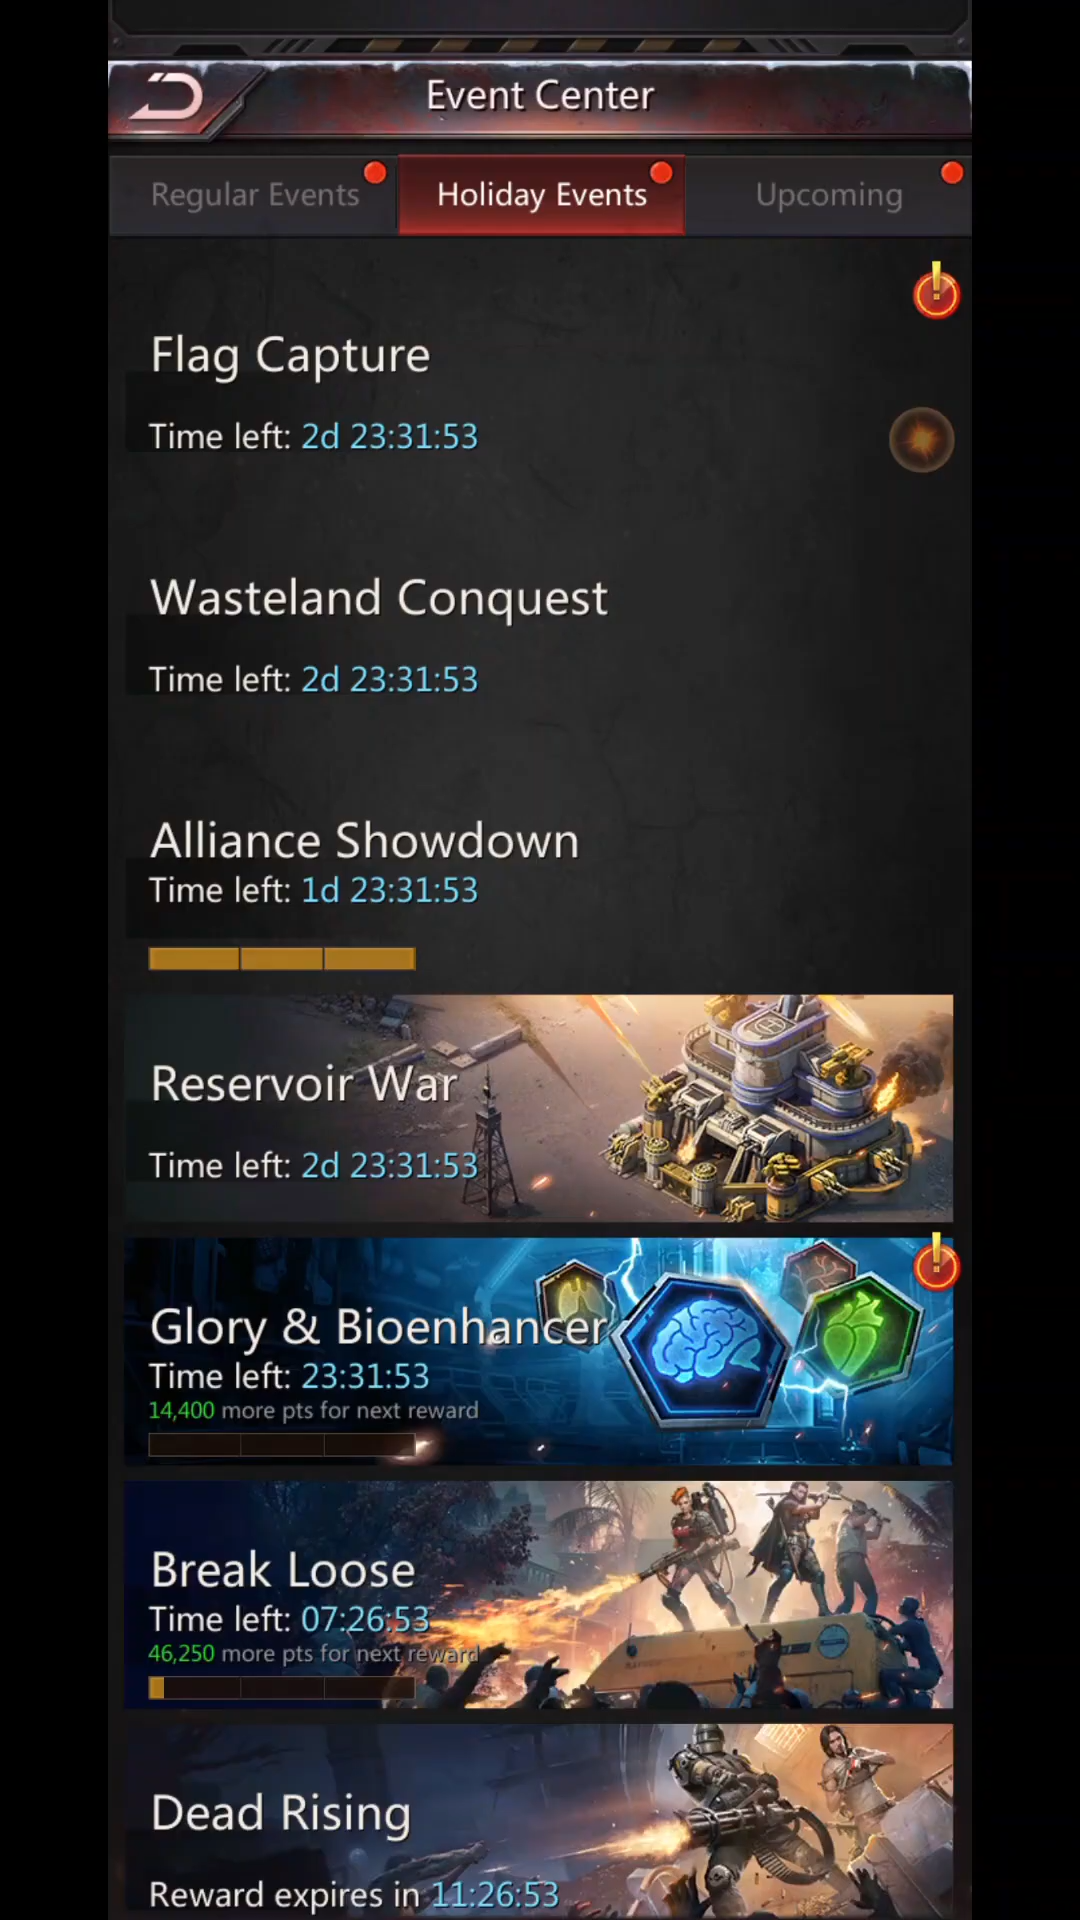 Event Center
Regular Events
Holiday Events
Upcoming
Flag Capture
Time left: 2d 23:31:53
Wasteland Conquest
Time left: 2d 23:31:53
Alliance Showdown
Time left: 1d 23:31:53
Reservoir War
Time left: 2d 23:31:53
Glory & Bioenhancer
Time left: 23:31:53
14,400 more pts for next reward
Break Loose
Time left: 07:26:53
46,250 more pts for next reward
Dead Rising
Reward expires in 11:26:53